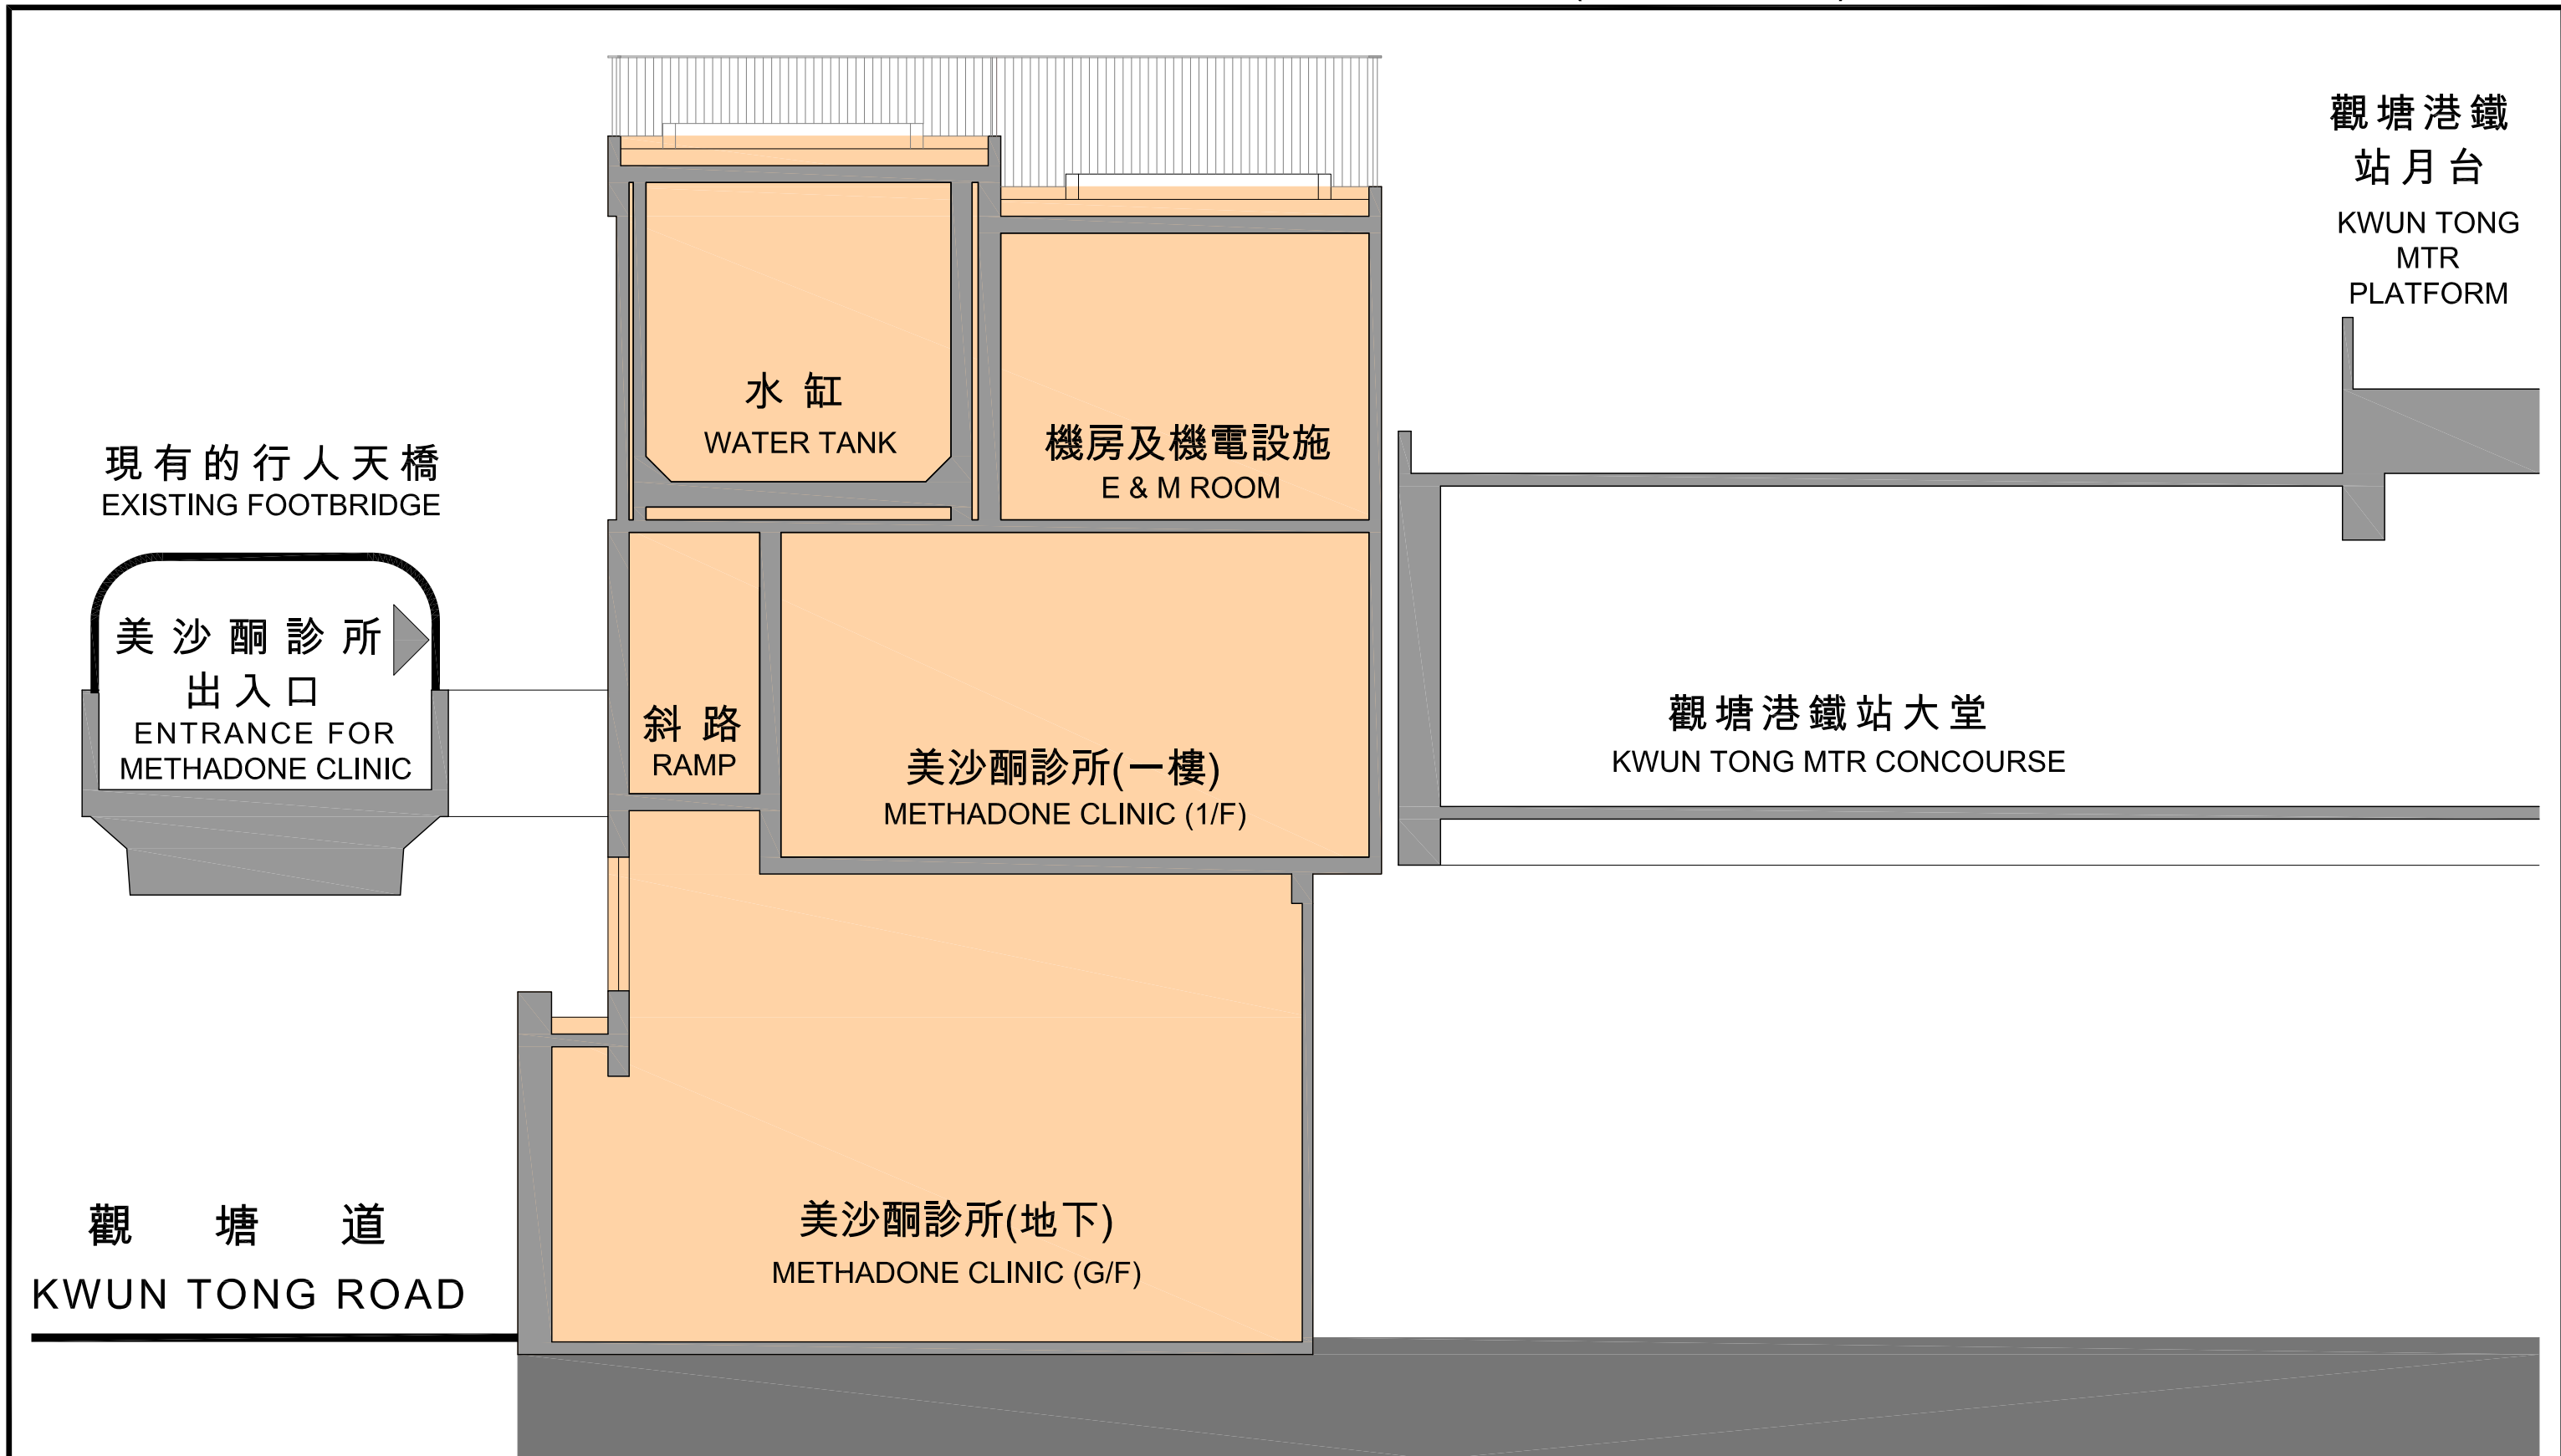 觀塘港鐵
站月台
KWUN TONG
MTR
PLATFORM
水缸
WATER TANK
機房及機電設施
E & M ROOM
現有的行人天橋
EXISTING FOOTBRIDGE
美沙酮診所
出入口
ENTRANCE FOR
METHADONE CLINIC
斜路
RAMP
美沙酮診所(一樓)
METHADONE CLINIC (1/F)
觀塘港鐵站大堂
KWUN TONG MTR CONCOURSE
觀塘道
KWUN TONG ROAD
美沙酮診所(地下)
METHADONE CLINIC (G/F)